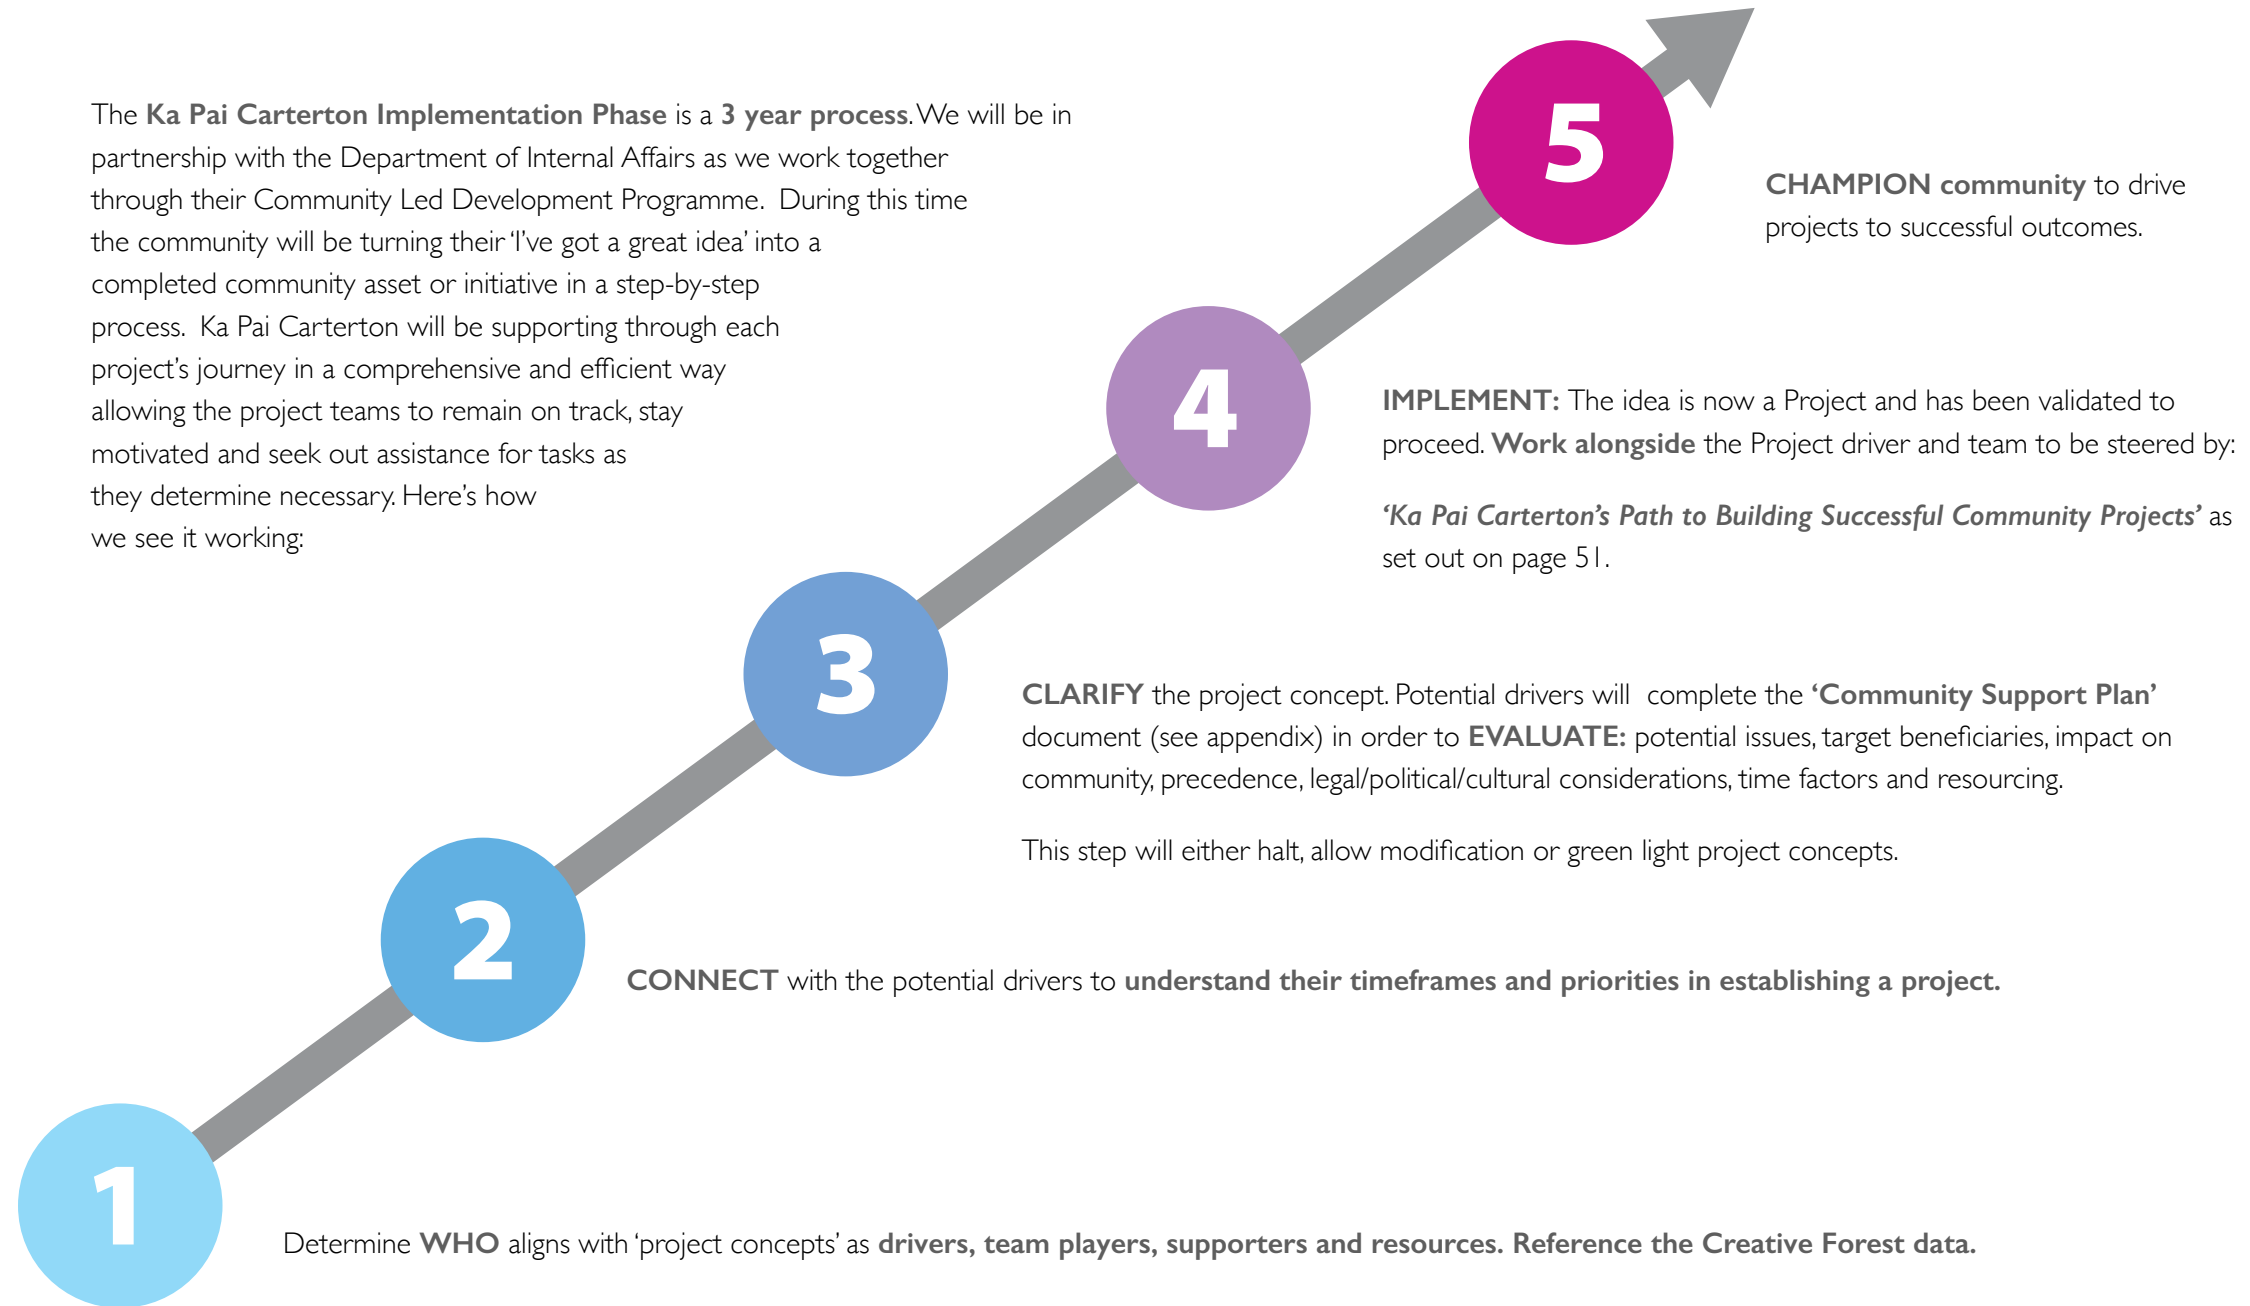 The Ka Pai Carterton Implementation Phase is a 3 year process. We will be in
partnership with the Department of Internal Affairs as we work together
through their Community Led Development Programme.  During this time
the community will be turning their ‘I’ve got a great idea’ into a
completed community asset or initiative in a step-by-step
process.  Ka Pai Carterton will be supporting through each
project’s journey in a comprehensive and efficient way
allowing the project teams to remain on track, stay
motivated and seek out assistance for tasks as
they determine necessary. Here’s how
we see it working:
5
CHAMPION community to drive
projects to successful outcomes.
4
IMPLEMENT: The idea is now a Project and has been validated to
proceed. Work alongside the Project driver and team to be steered by:
‘Ka Pai Carterton’s Path to Building Successful Community Projects’ as
set out on page 51.
3
CLARIFY the project concept. Potential drivers will  complete the ‘Community Support Plan’
document (see appendix) in order to EVALUATE: potential issues, target beneficiaries, impact on
community, precedence, legal/political/cultural considerations, time factors and resourcing.
This step will either halt, allow modification or green light project concepts.
2
CONNECT with the potential drivers to understand their timeframes and priorities in establishing a project.
1
Determine WHO aligns with ‘project concepts’ as drivers, team players, supporters and resources. Reference the Creative Forest data.